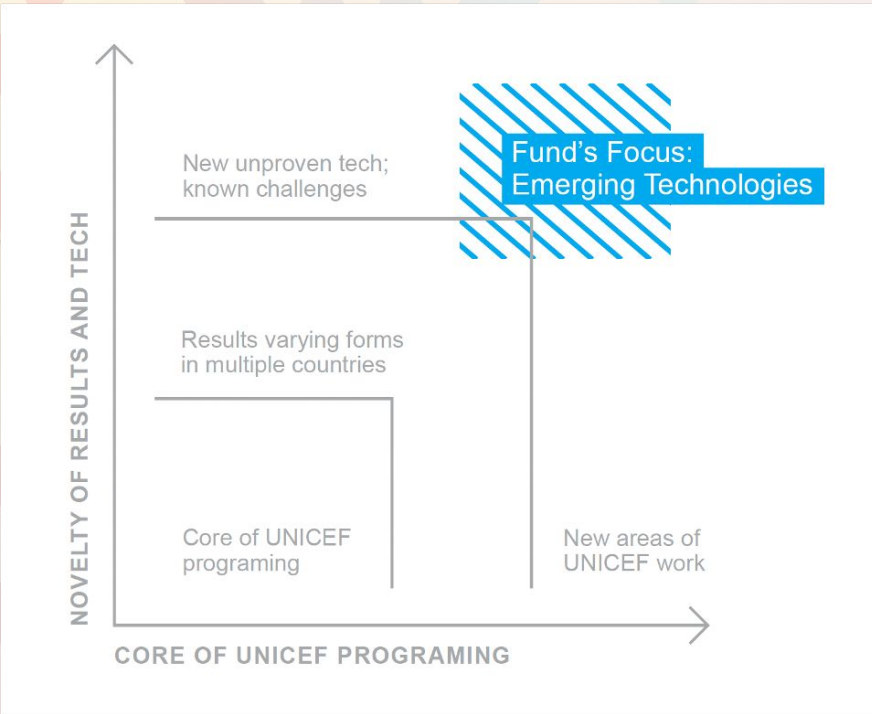 New unproven tech;
known challenges
Fund's Focus:
Emerging Technologies
NOVELTY OF RESULTS AND TECH
Results varying forms
in multiple countries
Core of UNICEF
programing
New areas of
UNICEF work
CORE OF UNICEF PROGRAMING